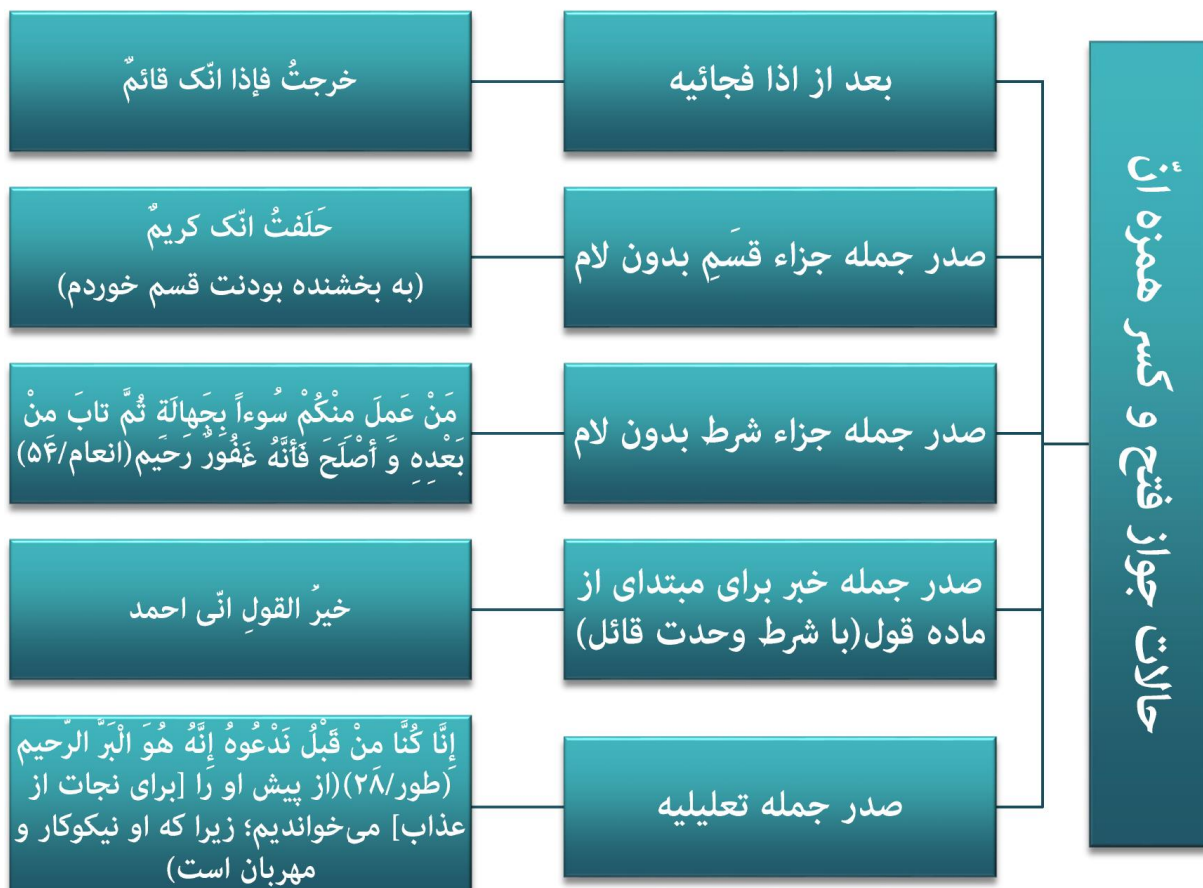 حالات جواز فتح و کسر همزه انّ
بعد از اذا فجائیه
خرجتُ فإذا انّک قائمٌ
صدر جمله جزاء قسَمِ بدون لام
حَلَفتُ انّک کریمٌ
(به بخشنده بودنت قسم خوردم)
صدر جمله جزاء شرط بدون لام
مَنْ عَمِلَ مِنْکُمْ سُوءاً بِجَهالَةٍ ثُمَّ تابَ مِنْ
بَعْدِهِ وَ أَصْلَحَ فَأَنَّهُ غَفُورٌ رَحیم(انعام/۵۴)
صدر جمله خبر برای مبتدای از
ماده قول(با شرط وحدت قائل)
خیرُ القولِ انّی احمد
صدر جمله تعلیلیه
إِنَّا کُنَّا مِنْ قَبْلُ نَدْعُوهُ إِنَّهُ هُوَ الْبَرُّ الرَّحیم
(طور/۲۸)(از پیش او را [برای نجات از
عذاب] می‌خواندیم؛ زیرا که او نیکوکار و
مهربان است)